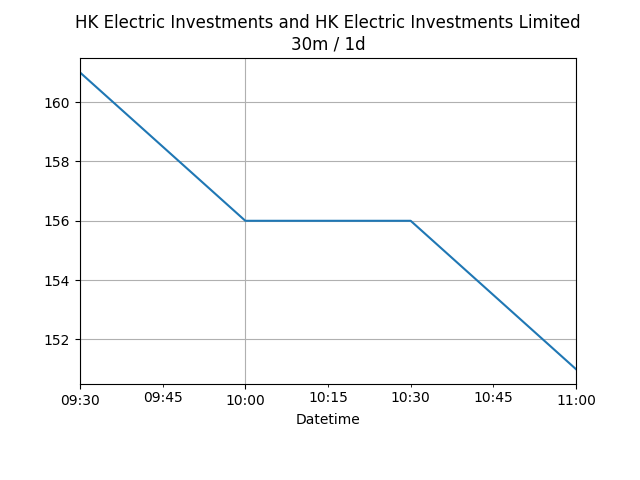 HK Electric Investments and HK Electric Investments Limited
30m / 1d
160
158
156
154
152
09:30 09:45 10:00 10:15 10:30 10:45 11:00
Datetime